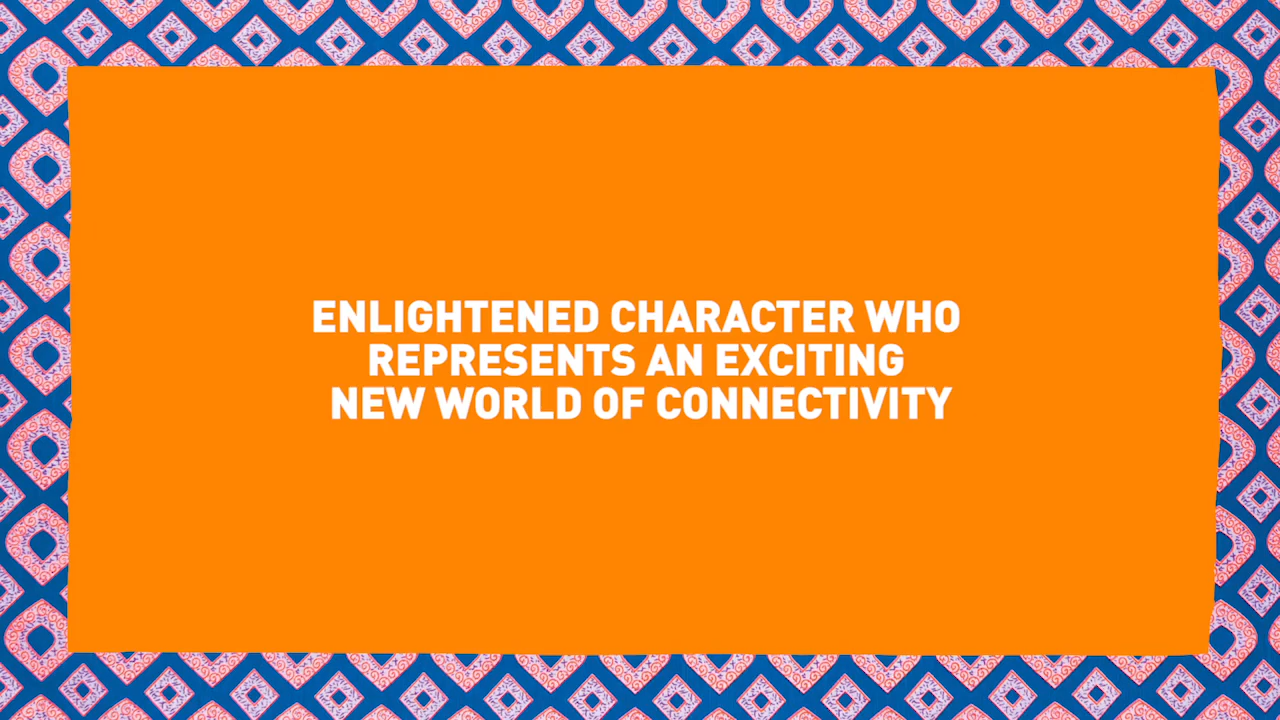 ENLIGHTENED CHARACTER WHO
REPRESENTS AN EXCITING
NEW WORLD OF CONNECTIVITY